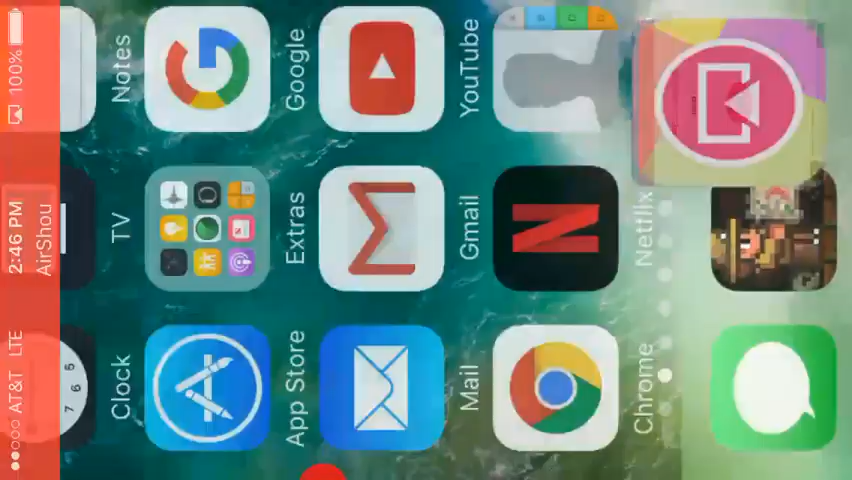 AT&T LTE 2:46 PM 100%
AirShou
Clock TV Notes
App Store Extras Google
Mail Gmail YouTube
Chrome Netflix